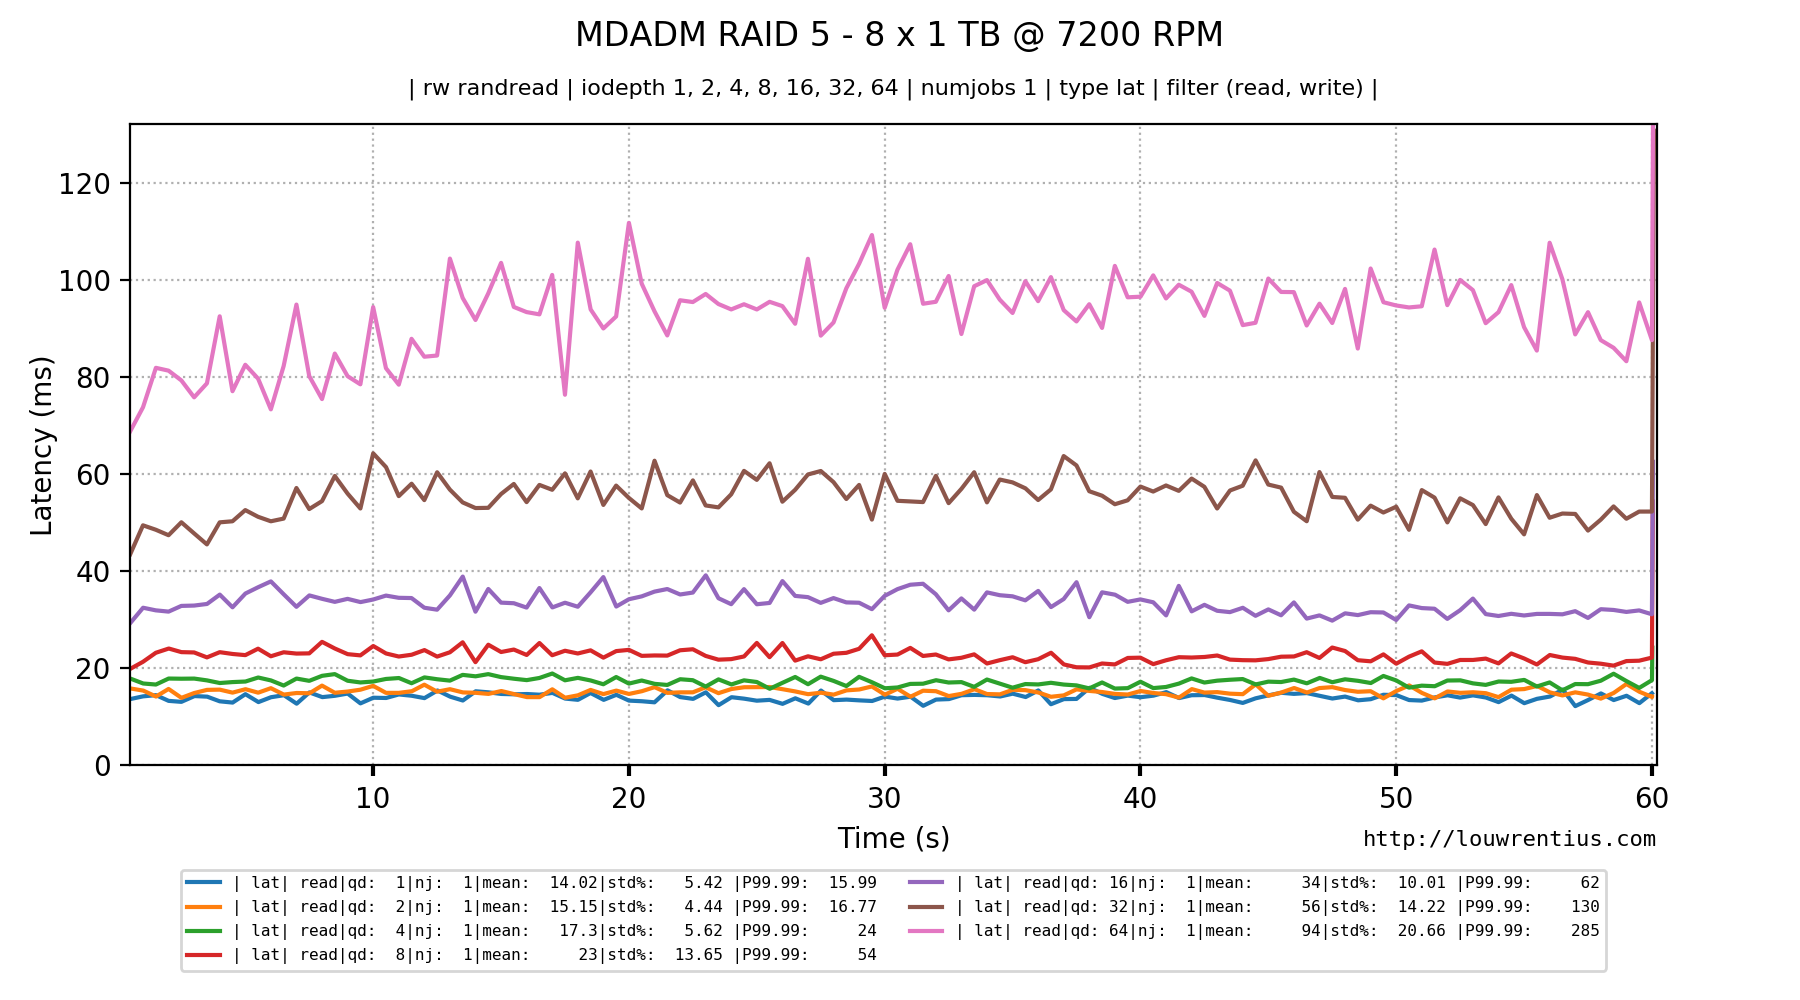 MDADM RAID 5 - 8 x 1 TB @ 7200 RPM
| rw randread | iodepth 1, 2, 4, 8, 16, 32, 64 | numjobs 1 | type lat | filter (read, write) |
Latency (ms)
120
100
80
60
40
20
0
10 20 30 40 50 60
Time (s)
http://louwrentius.com
| lat| read|qd:  1|nj:  1|mean:  14.02|std%:   5.42 |P99.99:  15.99
| lat| read|qd:  2|nj:  1|mean:  15.15|std%:   4.44 |P99.99:  16.77
| lat| read|qd:  4|nj:  1|mean:   17.3|std%:   5.62 |P99.99:     24
| lat| read|qd:  8|nj:  1|mean:     23|std%:  13.65 |P99.99:     54
| lat| read|qd: 16|nj:  1|mean:     34|std%:  10.01 |P99.99:     62
| lat| read|qd: 32|nj:  1|mean:     56|std%:  14.22 |P99.99:    130
| lat| read|qd: 64|nj:  1|mean:     94|std%:  20.66 |P99.99:    285